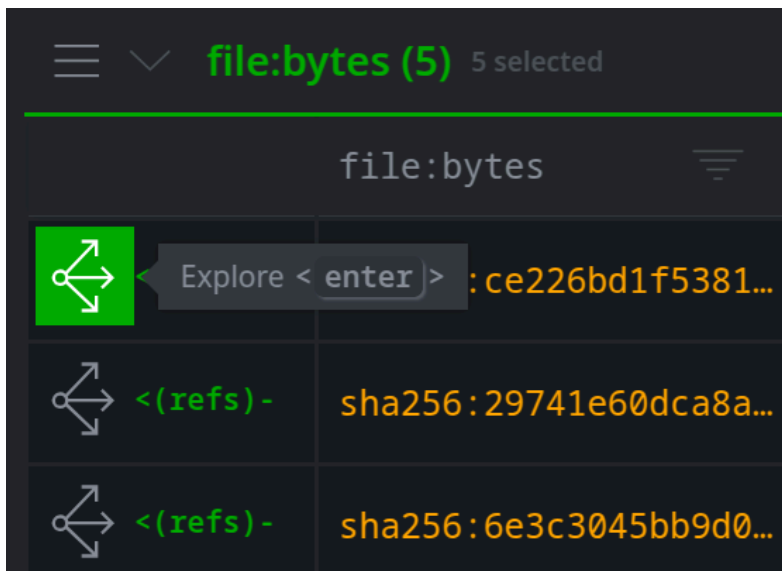 file:bytes (5) 5 selected
file:bytes
< Explore <enter> :ce226bd1f5381…
<(refs)- sha256:29741e60dca8a…
<(refs)- sha256:6e3c3045bb9d0…